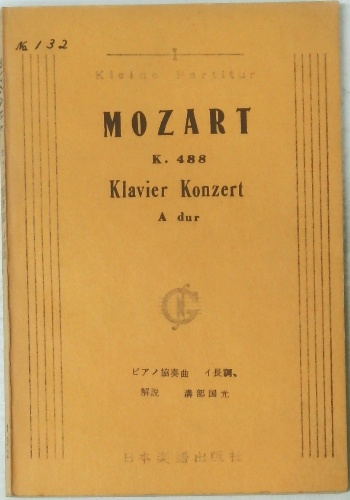 № 132
I
Kleine Partitur
MOZART
K. 488
Klavier Konzert
A dur
ピアノ協奏曲 イ長調、
解説 溝部国光
日本楽譜出版社